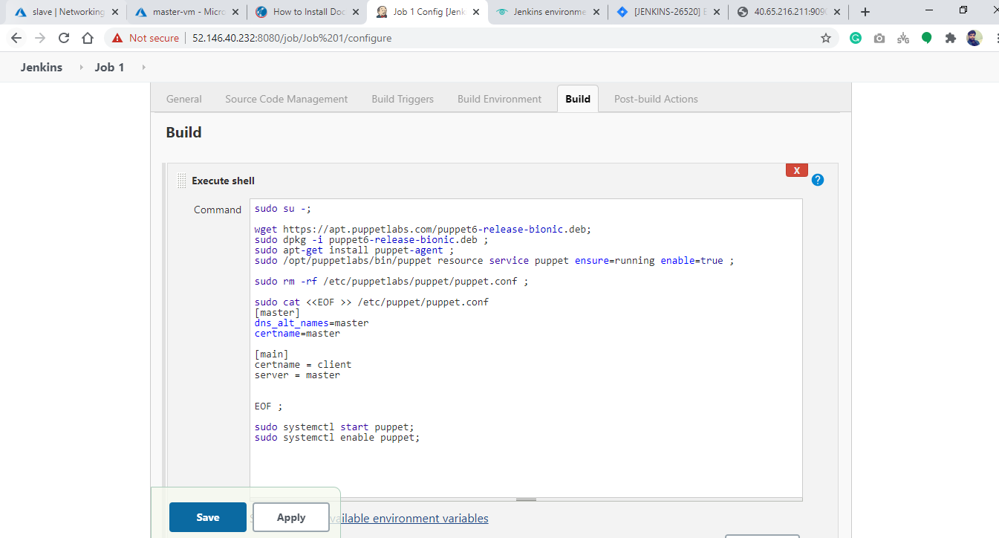 slave | Networking
master-vm - Micro
How to Install Doc
Job 1 Config [Jenk
Jenkins environme
[JENKINS-26520] E
40.65.216.211:9090
Not secure | 52.146.40.232:8080/job/Job%201/configure
Jenkins
Job 1
General
Source Code Management
Build Triggers
Build Environment
Build
Post-build Actions
Build
X
Execute shell
?
Command
sudo su -;
wget https://apt.puppetlabs.com/puppet6-release-bionic.deb;
sudo dpkg -i puppet6-release-bionic.deb ;
sudo apt-get install puppet-agent ;
sudo /opt/puppetlabs/bin/puppet resource service puppet ensure=running enable=true ;
sudo rm -rf /etc/puppetlabs/puppet/puppet.conf ;
sudo cat <<EOF >> /etc/puppet/puppet.conf
[master]
dns_alt_names=master
certname=master
[main]
certname = client
server = master
EOF ;
sudo systemctl start puppet;
sudo systemctl enable puppet;
Save
Apply
vailable environment variables